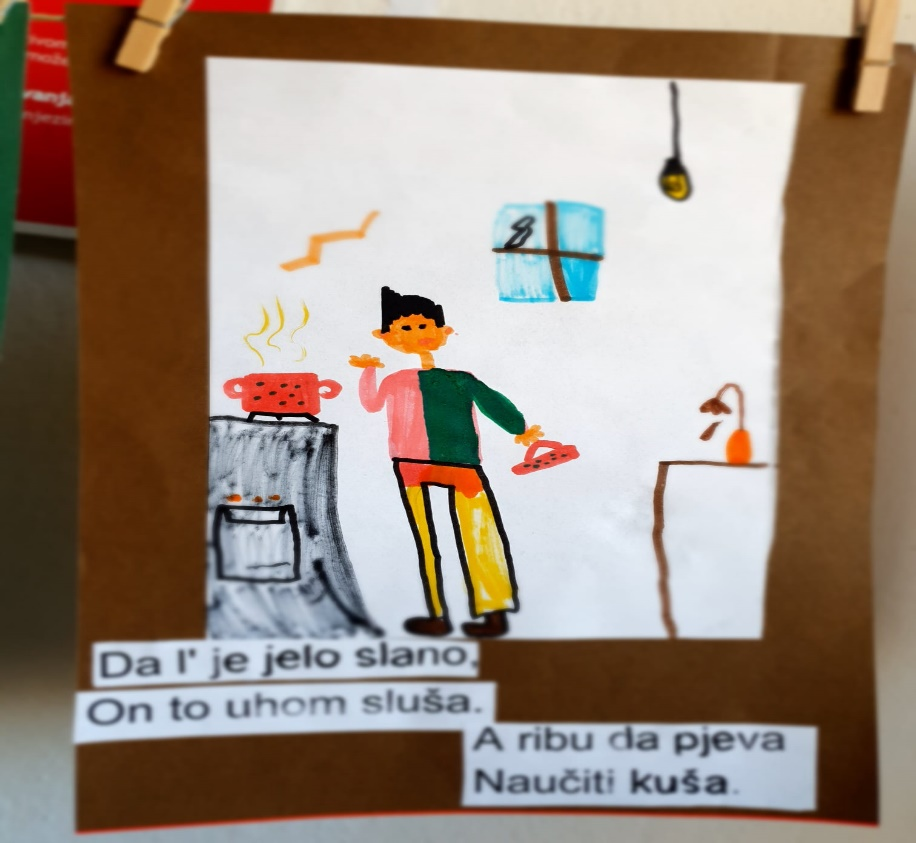 Da l' je jelo slano,
On to uhom sluša.
A ribu da pjeva
Naučiti kuša.